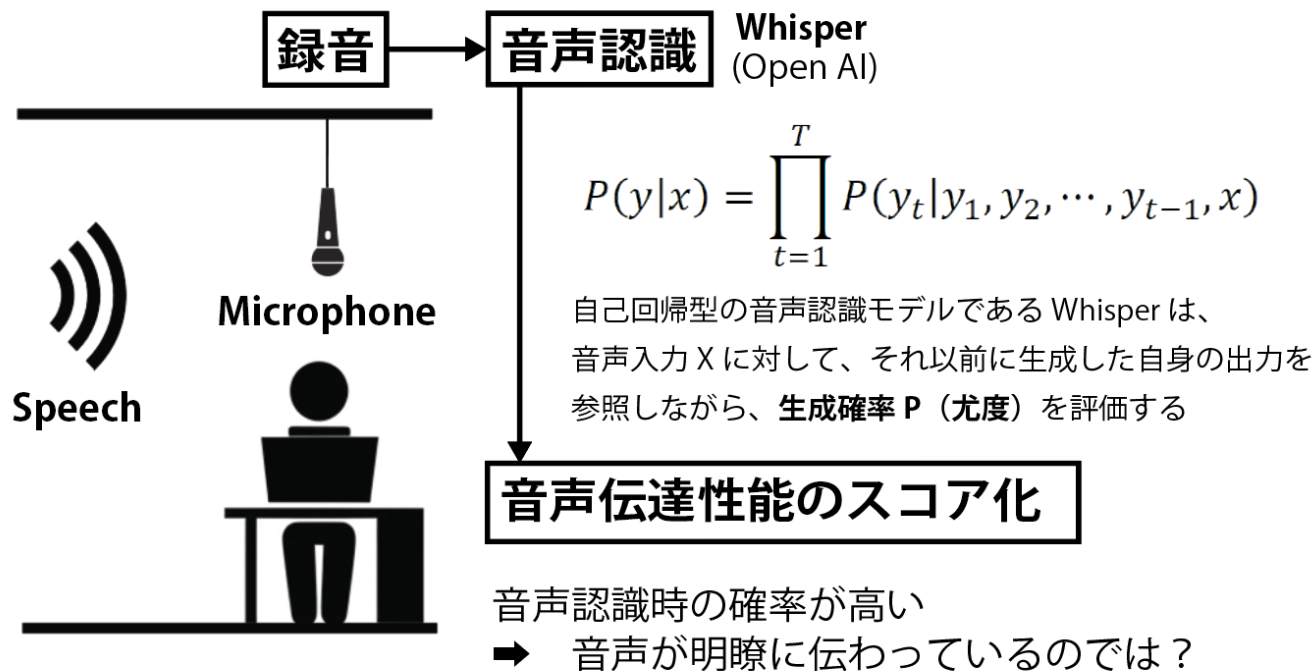 録音
音声認識
Whisper
(Open AI)
P(y|x) = ∏_{t=1}^{T} P(y_t|y_1, y_2, ⋯, y_{t−1}, x)
自己回帰型の音声認識モデルである Whisper は、
音声入力 X に対して、それ以前に生成した自身の出力を
参照しながら、生成確率 P（尤度）を評価する
Microphone
Speech
音声伝達性能のスコア化
音声認識時の確率が高い
➡ 音声が明瞭に伝わっているのでは？